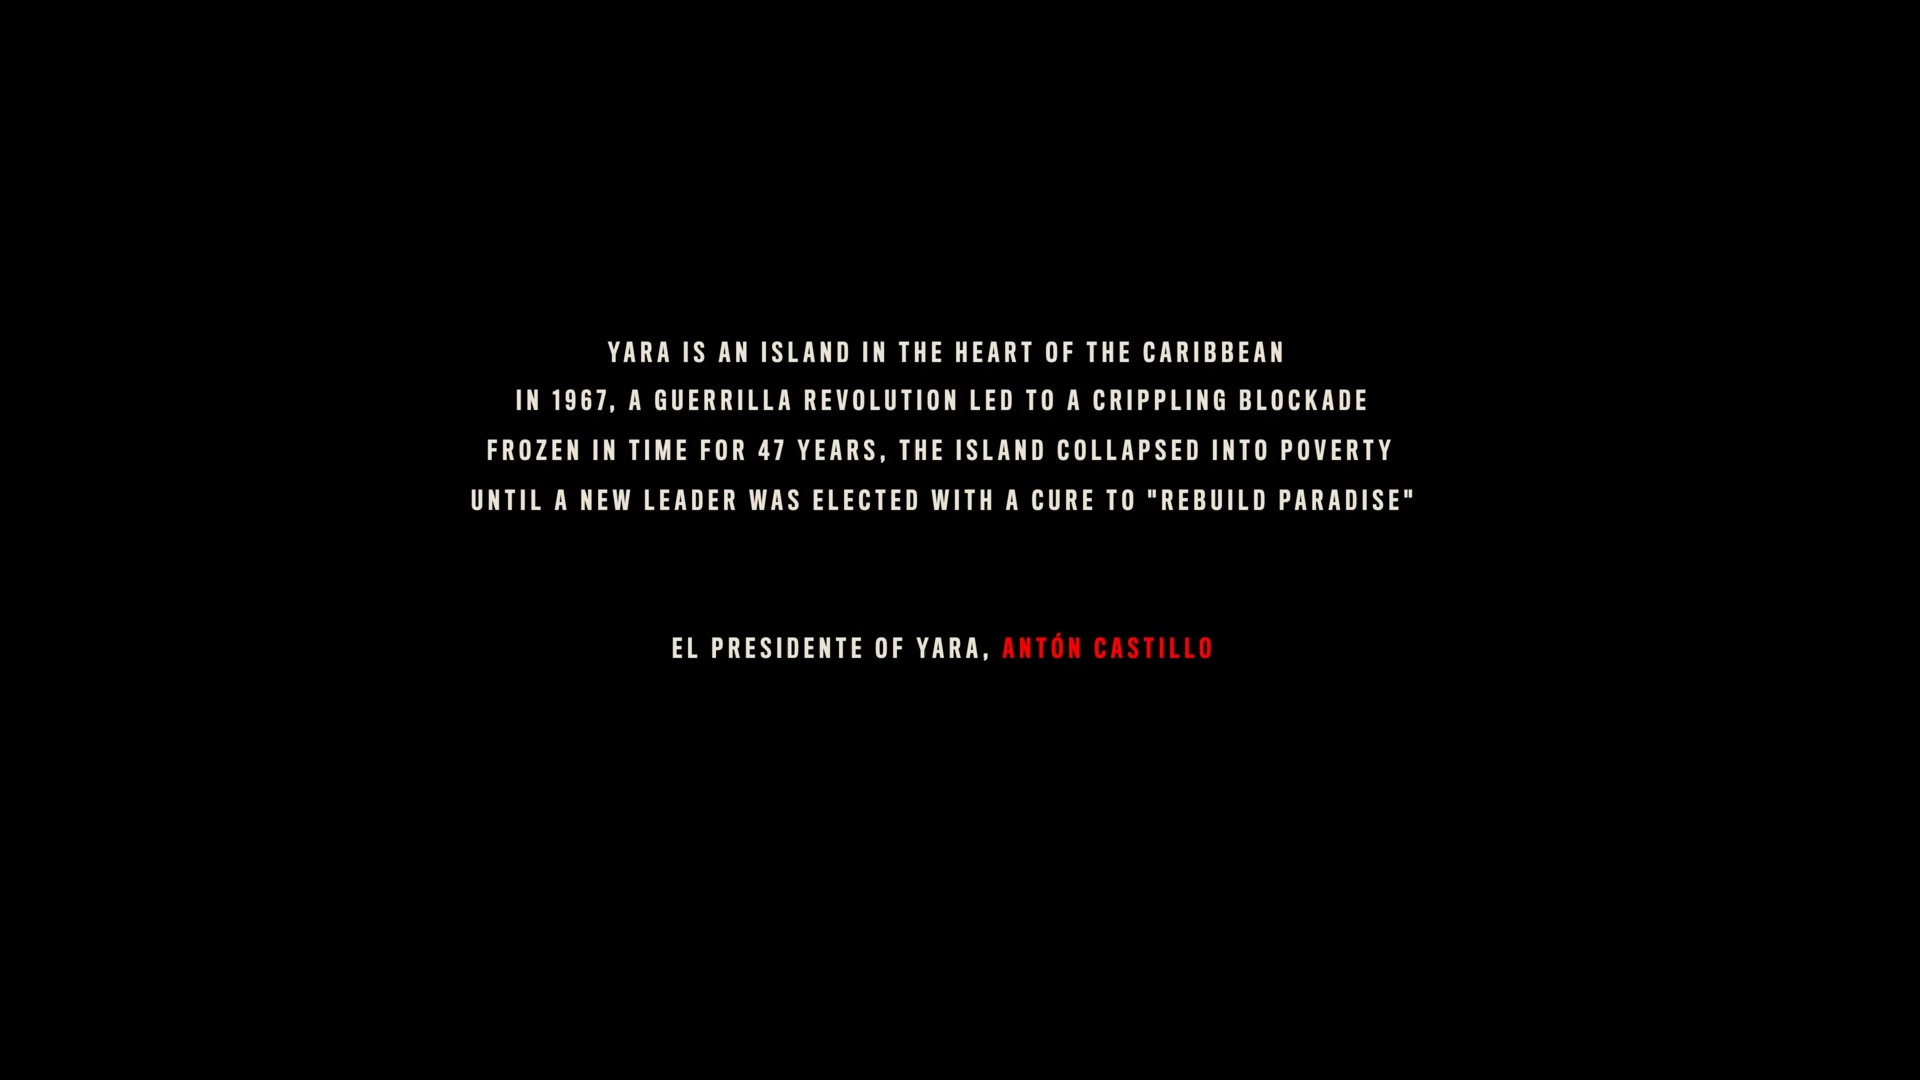 YARA IS AN ISLAND IN THE HEART OF THE CARIBBEAN
IN 1967, A GUERRILLA REVOLUTION LED TO A CRIPPLING BLOCKADE
FROZEN IN TIME FOR 47 YEARS, THE ISLAND COLLAPSED INTO POVERTY
UNTIL A NEW LEADER WAS ELECTED WITH A CURE TO "REBUILD PARADISE"
EL PRESIDENTE OF YARA, ANTÓN CASTILLO